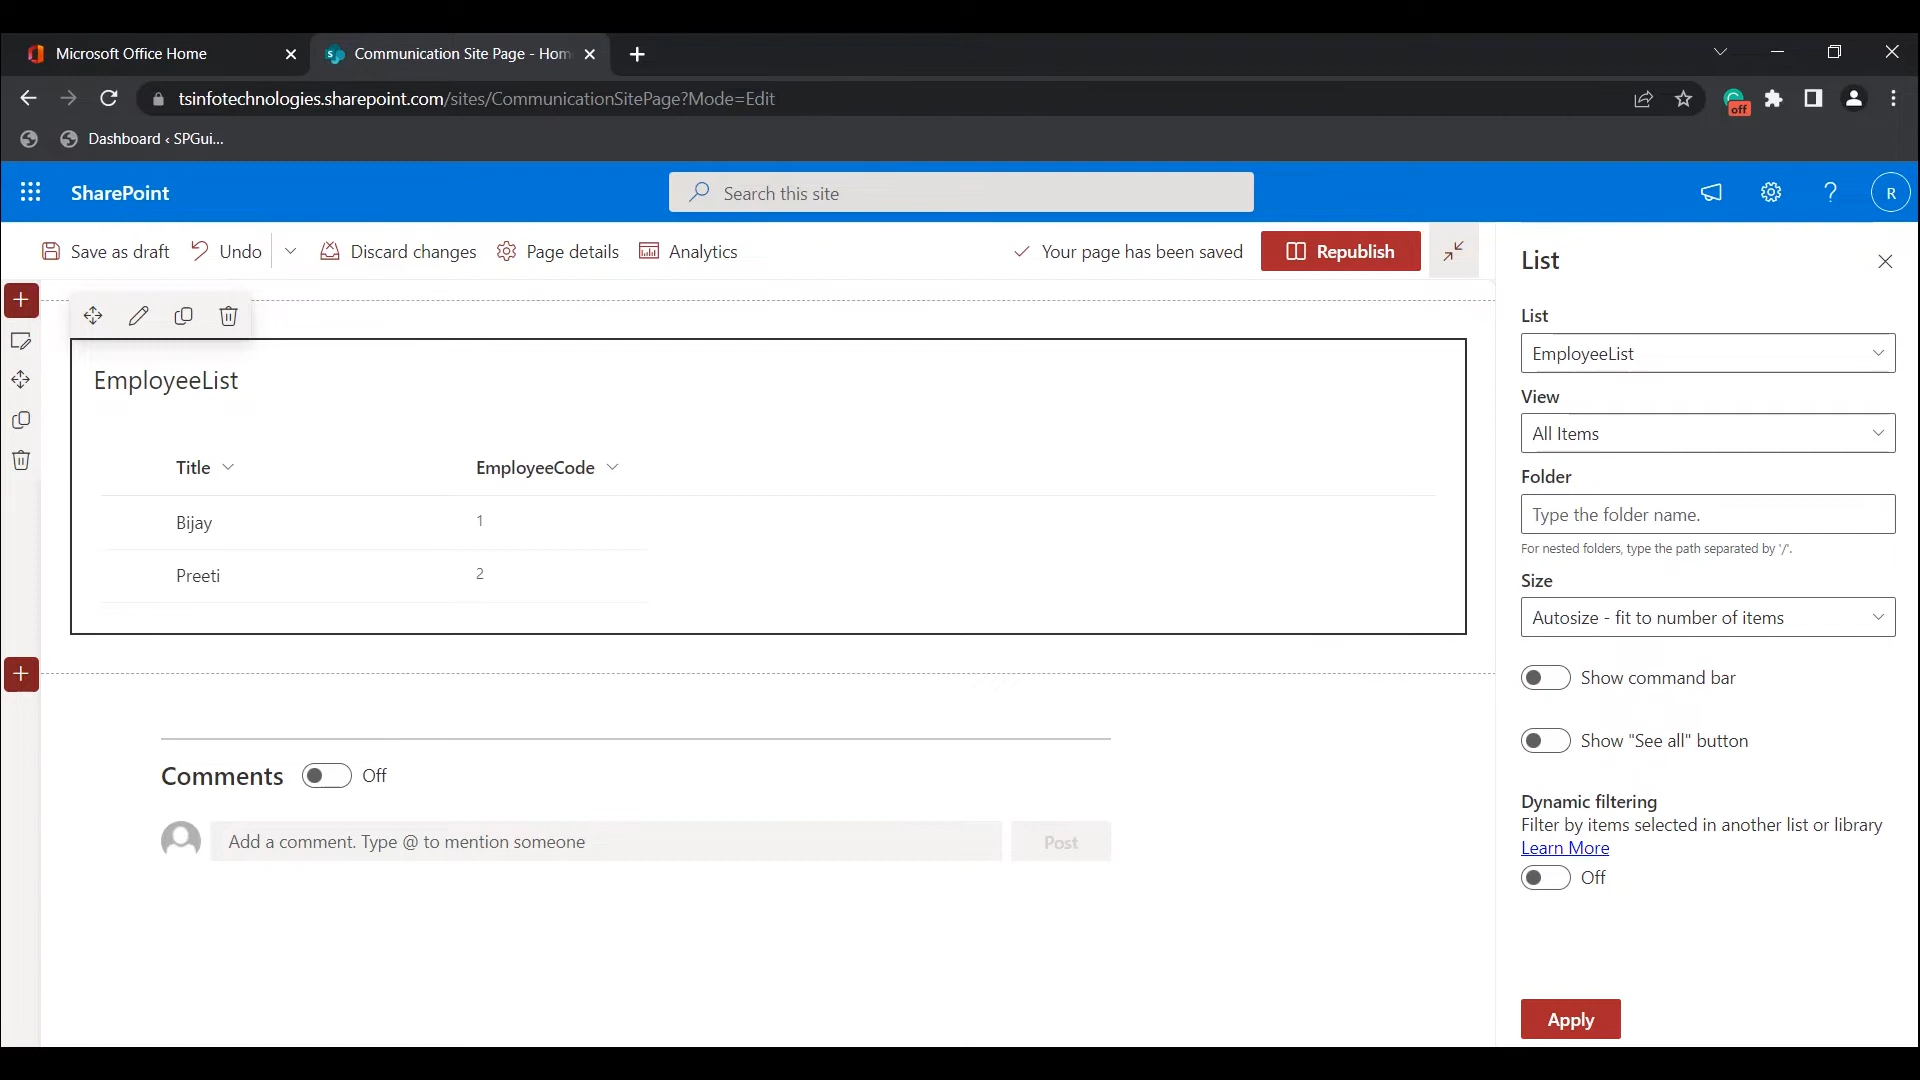 Microsoft Office Home
Communication Site Page - Hom
tsinfotechnologies.sharepoint.com/sites/CommunicationSitePage?Mode=Edit
off
Dashboard ‹ SPGui...
SharePoint
Search this site
R
Save as draft
Undo
Discard changes
Page details
Analytics
Your page has been saved
Republish
EmployeeList
Title
EmployeeCode
Bijay
1
Preeti
2
Comments
Off
Add a comment. Type @ to mention someone
Post
List
List
EmployeeList
View
All Items
Folder
Type the folder name.
For nested folders, type the path separated by '/'.
Size
Autosize - fit to number of items
Show command bar
Show "See all" button
Dynamic filtering
Filter by items selected in another list or library
Learn More
Off
Apply